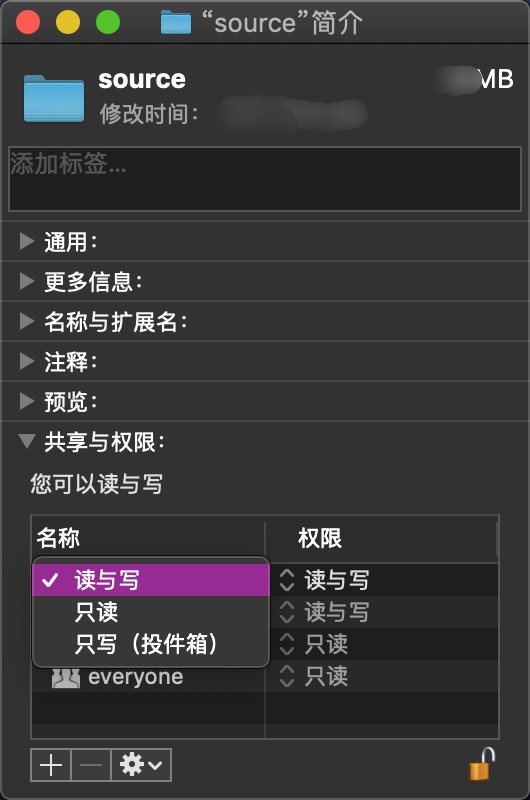 “source”简介
source
MB
修改时间：
添加标签...
通用：
更多信息：
名称与扩展名：
注释：
预览：
共享与权限：
您可以读与写
名称 权限
读与写 读与写
只读 读与写
只写（投件箱） 只读
everyone 只读